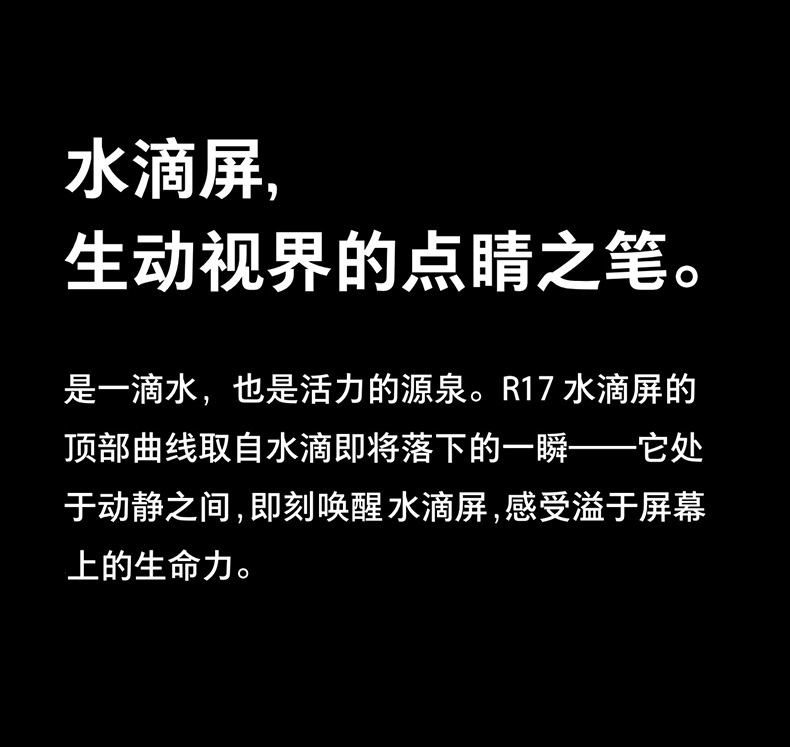 水滴屏,
生动视界的点睛之笔。
是一滴水，也是活力的源泉。R17 水滴屏的
顶部曲线取自水滴即将落下的一瞬——它处
于动静之间,即刻唤醒水滴屏,感受溢于屏幕
上的生命力。